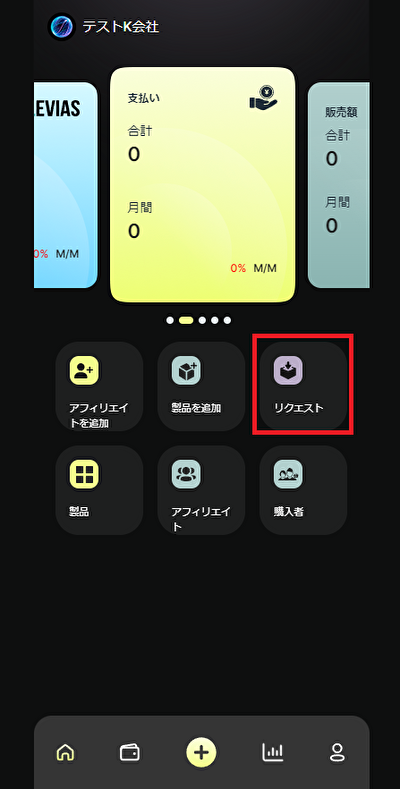 テストK会社
LEVIAS
0% M/M
支払い
¥
合計
0
月間
0
0% M/M
販売額
合計
0
月間
0
アフィリエイ
トを追加
製品を追加
リクエスト
製品
アフィリエイ
ト
購入者